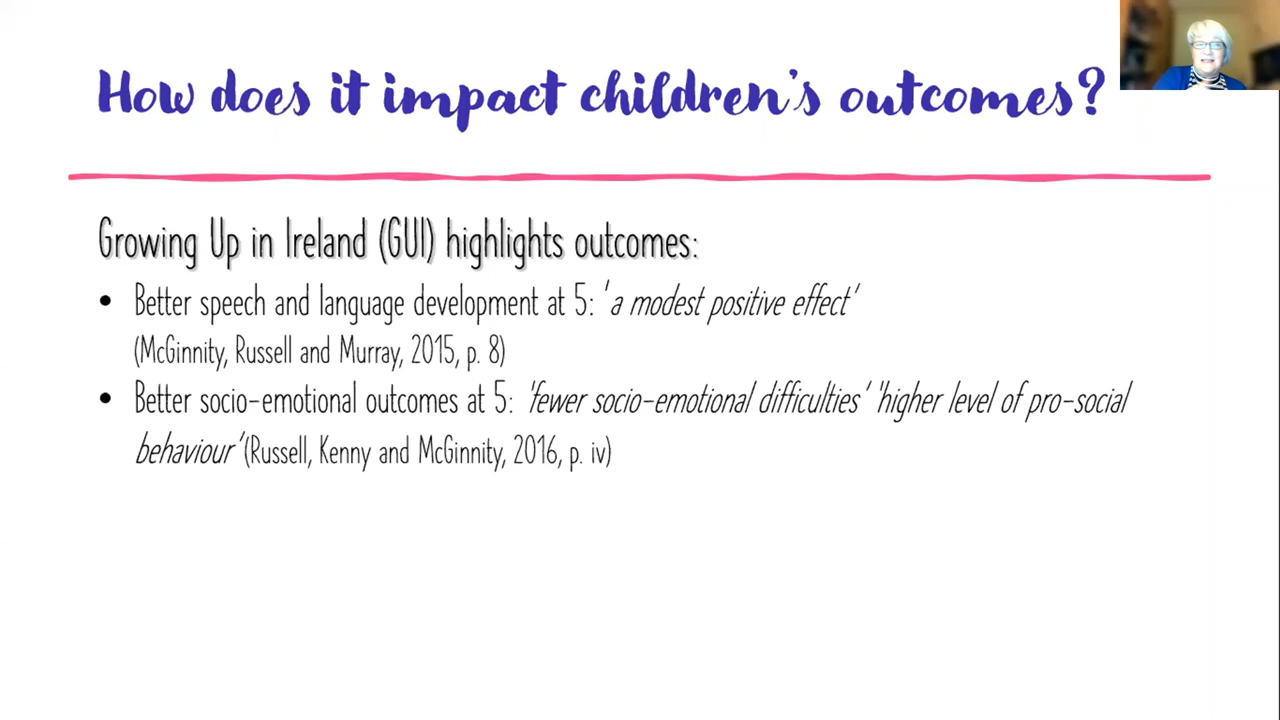 How does it impact children's outcomes?
Growing Up in Ireland (GUI) highlights outcomes:
• Better speech and language development at 5: 'a modest positive effect'
(McGinnity, Russell and Murray, 2015, p. 8)
• Better socio-emotional outcomes at 5: 'fewer socio-emotional difficulties' 'higher level of pro-social
behaviour' (Russell, Kenny and McGinnity, 2016, p. iv)